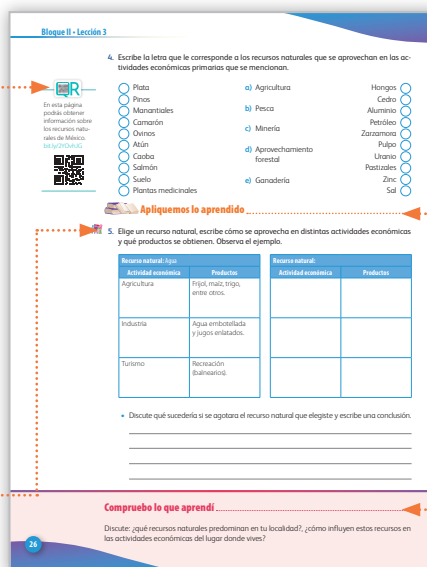 Bloque II • Lección 3
4. Escribe la letra que le corresponde a los recursos naturales que se aprovechan en las ac-
tividades económicas primarias que se mencionan.
QR
En esta página
podrás obtener
información sobre
los recursos natu-
rales de México.
Plata
Pinos
Manantiales
Camarón
Ovinos
Atún
Caoba
Salmón
Suelo
Plantas medicinales
a) Agricultura
b) Pesca
c) Minería
d) Aprovechamiento
forestal
e) Ganadería
Hongos
Cedro
Aluminio
Petróleo
Zarzamora
Pulpo
Uranio
Pastizales
Zinc
Sal
Apliquemos lo aprendido
5. Elige un recurso natural, escribe cómo se aprovecha en distintas actividades económicas
y qué productos se obtienen. Observa el ejemplo.
Recurso natural: Agua
Actividad económica Productos
Agricultura Frijol, maíz, trigo,
entre otros.
Industria Agua embotellada
y jugos enlatados.
Turismo Recreación
(balnearios).
Recurso natural:
Actividad económica Productos
• Discute qué sucedería si se agotara el recurso natural que elegiste y escribe una conclusión.
Compruebo lo que aprendí
Discute: ¿qué recursos naturales predominan en tu localidad?, ¿cómo influyen estos recursos en
las actividades económicas del lugar donde vives?
26